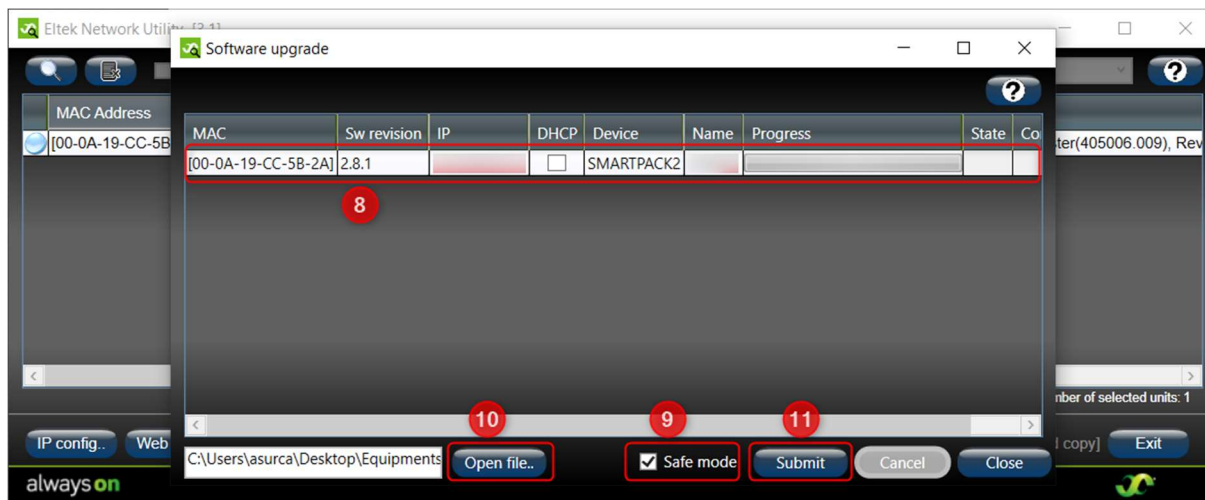 Eltek Network Utility [2.1]
Software upgrade
MAC Address
MAC Sw revision IP DHCP Device Name Progress State Co
[00-0A-19-CC-5B
[00-0A-19-CC-5B-2A] 2.8.1 SMARTPACK2
ter(405006.009), Rev
8
nber of selected units: 1
10 9 11
IP config.. Web
C:\Users\asurca\Desktop\Equipments Open file.. Safe mode Submit Cancel Close
copy] Exit
always on